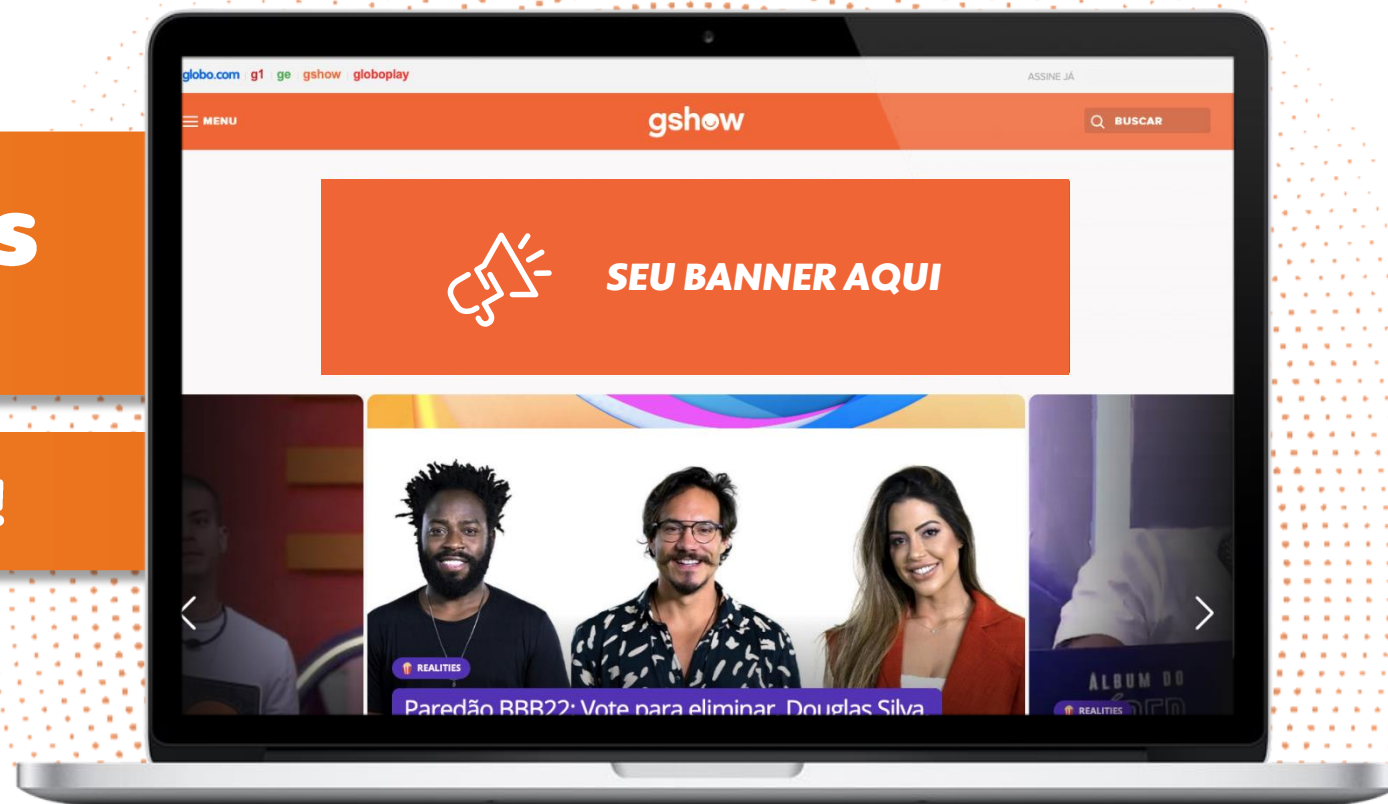 globo.com g1 ge gshow globoplay
ASSINE JÁ
MENU
gshow
BUSCAR
S
SEU BANNER AQUI
!
REALITIES
Paredão BBB22: Vote para eliminar, Douglas Silva,
ÁLBUM DO
REALITIES